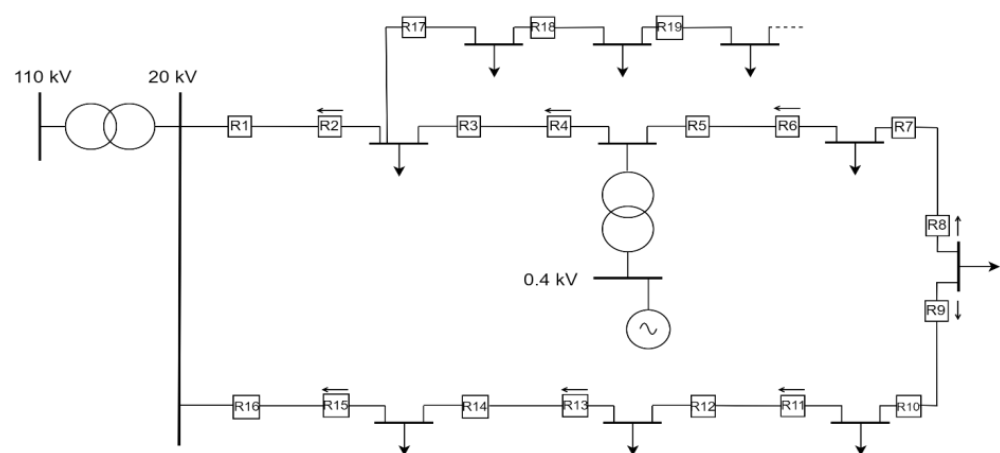 R17 R18 R19
110 kV 20 kV
R1 R2 R3 R4 R5 R6 R7
R8
0.4 kV
R9
R16 R15 R14 R13 R12 R11 R10